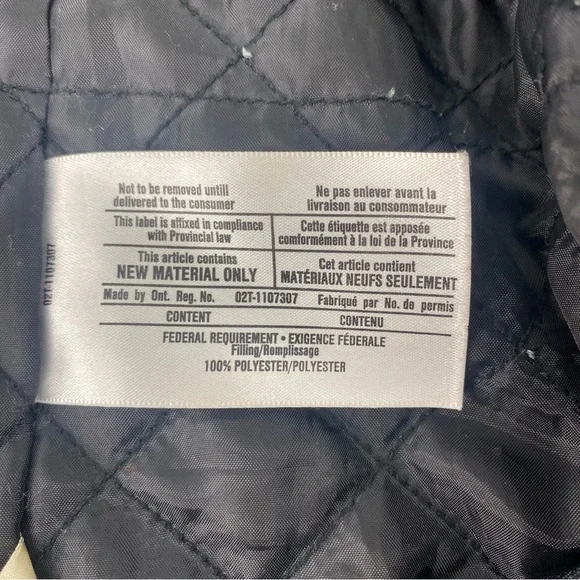 Not to be removed untill
delivered to the consumer
Ne pas enlever avant la
livraison au consommateur
This label is affixed in compliance
with Provincial law
Cette étiquette est apposée
conformément à la loi de la Province
This article contains
NEW MATERIAL ONLY
Cet article contient
MATÉRIAUX NEUFS SEULEMENT
Made by Ont. Reg. No. 02T-1107307 Fabriqué par No. de permis
CONTENT CONTENU
FEDERAL REQUIREMENT • EXIGENCE FÉDERALE
Filling/Romplissage
100% POLYESTER/POLYESTER
02T-1107307